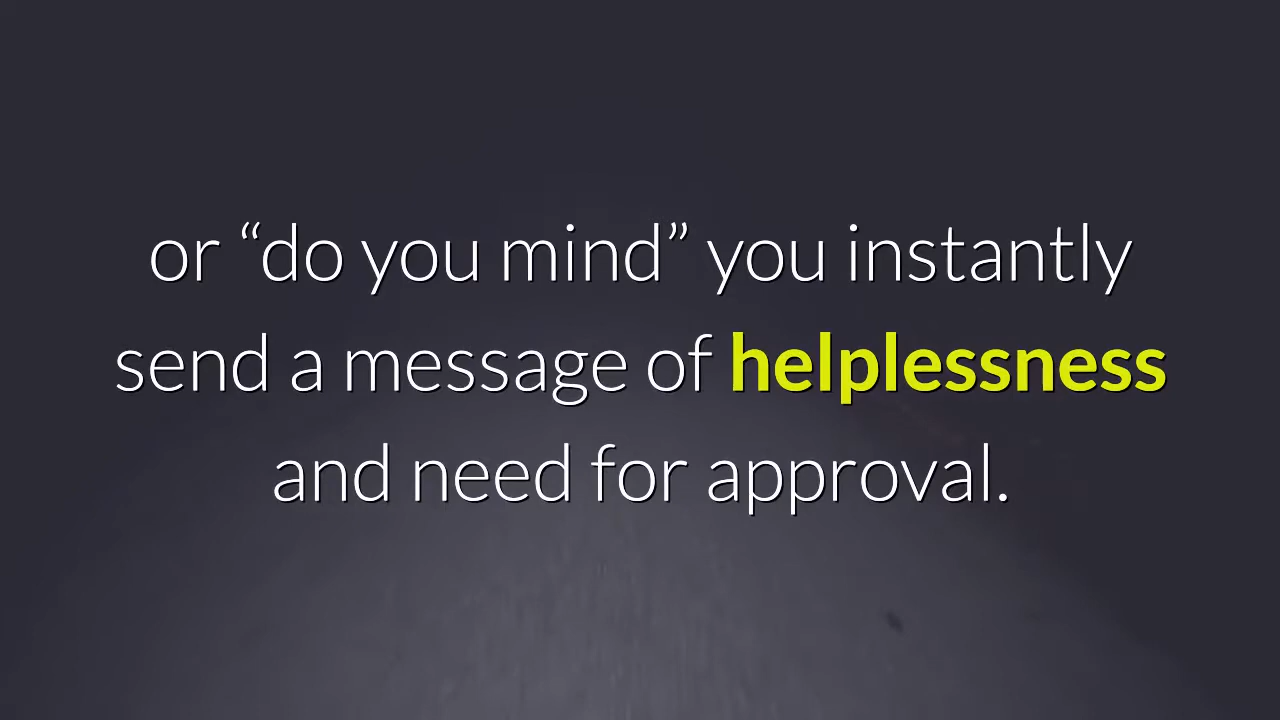 or “do you mind” you instantly
send a message of helplessness
and need for approval.